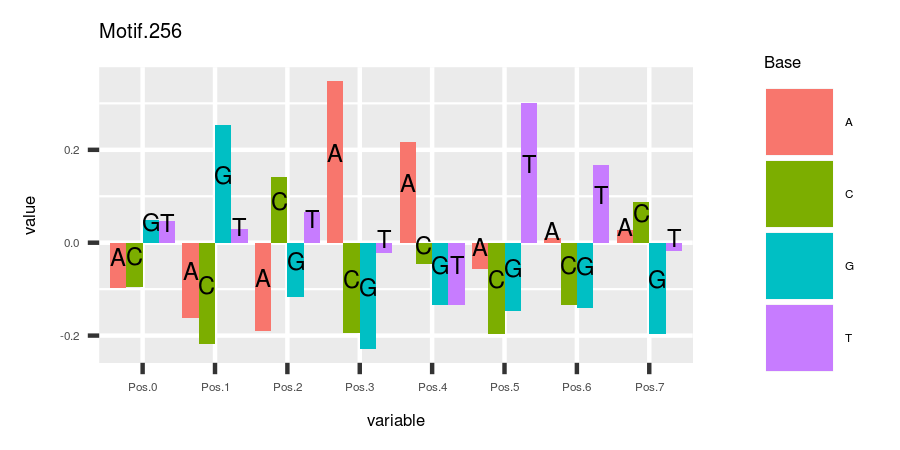 Motif.256
Base
A
C
G
T
value
0.2
0.0
-0.2
A C G T A C G T A C G T A C G T A C G T A C G T A C G T A C G T
Pos.0 Pos.1 Pos.2 Pos.3 Pos.4 Pos.5 Pos.6 Pos.7
variable